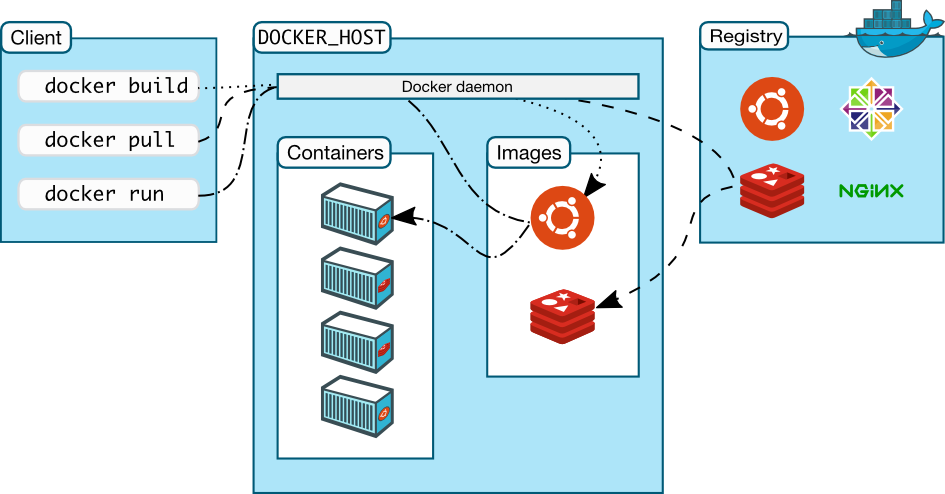 Client
docker build
docker pull
docker run
DOCKER_HOST
Docker daemon
Containers
Images
Registry
NGINX